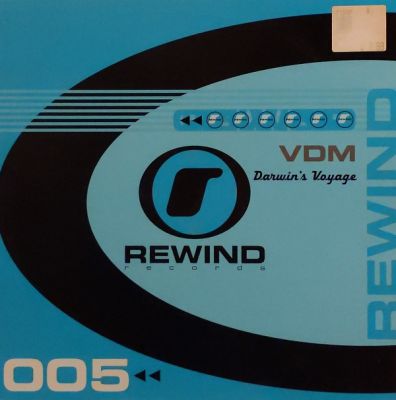 VDM
Darwin's Voyage
REWIND
records
REWIND
005